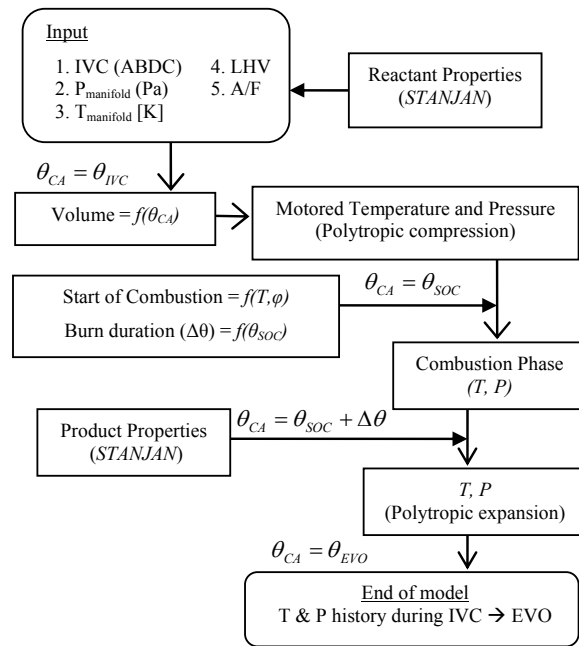 Input
1. IVC (ABDC) 4. LHV
2. Pmanifold (Pa) 5. A/F
3. Tmanifold [K]
Reactant Properties
(STANJAN)
θCA = θIVC
Volume = f(θCA)
Motored Temperature and Pressure
(Polytropic compression)
Start of Combustion = f(T,φ)
Burn duration (Δθ) = f(θSOC)
θCA = θSOC
Combustion Phase
(T, P)
Product Properties
(STANJAN)
θCA = θSOC + Δθ
T, P
(Polytropic expansion)
θCA = θEVO
End of model
T & P history during IVC → EVO